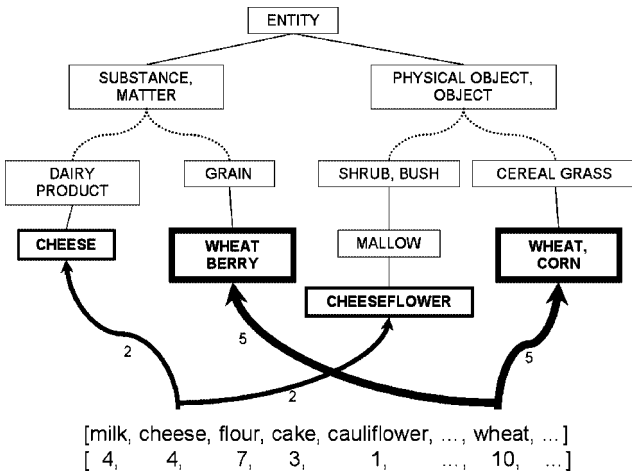 ENTITY
SUBSTANCE,
MATTER
PHYSICAL OBJECT,
OBJECT
DAIRY
PRODUCT
GRAIN
SHRUB, BUSH
CEREAL GRASS
CHEESE
WHEAT
BERRY
MALLOW
WHEAT,
CORN
CHEESEFLOWER
2
5
2
5
[milk, cheese, flour, cake, cauliflower, ..., wheat, ...]
[ 4, 4, 7, 3, 1, ..., 10, ...]